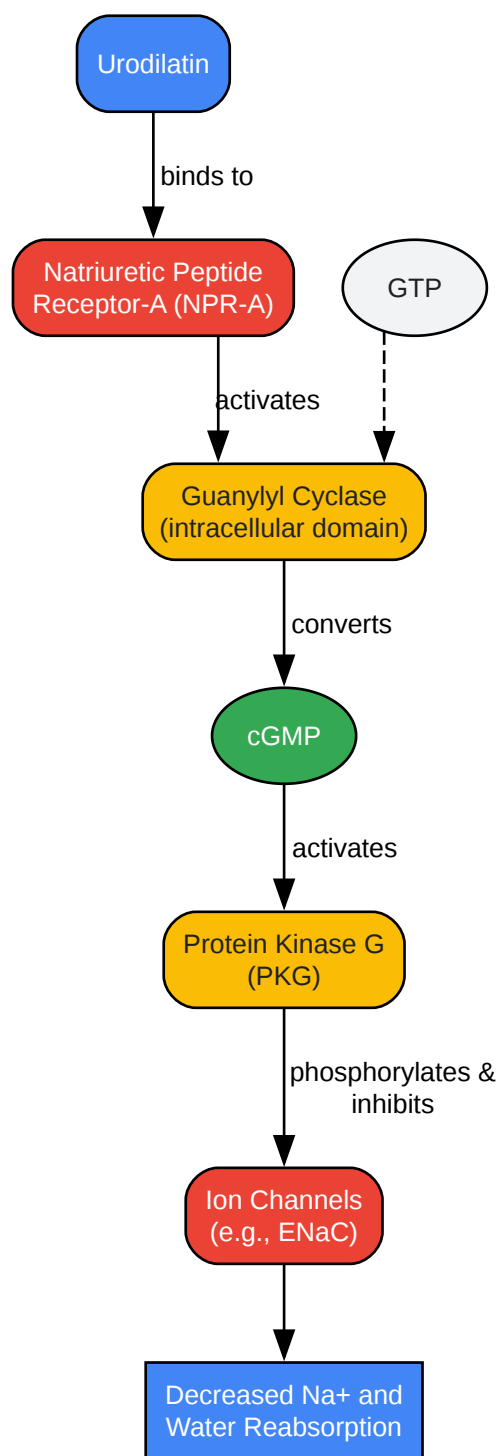 Urodilatin
binds to
Natriuretic Peptide
Receptor-A (NPR-A)
GTP
activates
Guanylyl Cyclase
(intracellular domain)
converts
cGMP
activates
Protein Kinase G
(PKG)
phosphorylates &
inhibits
Ion Channels
(e.g., ENaC)
Decreased Na+ and
Water Reabsorption